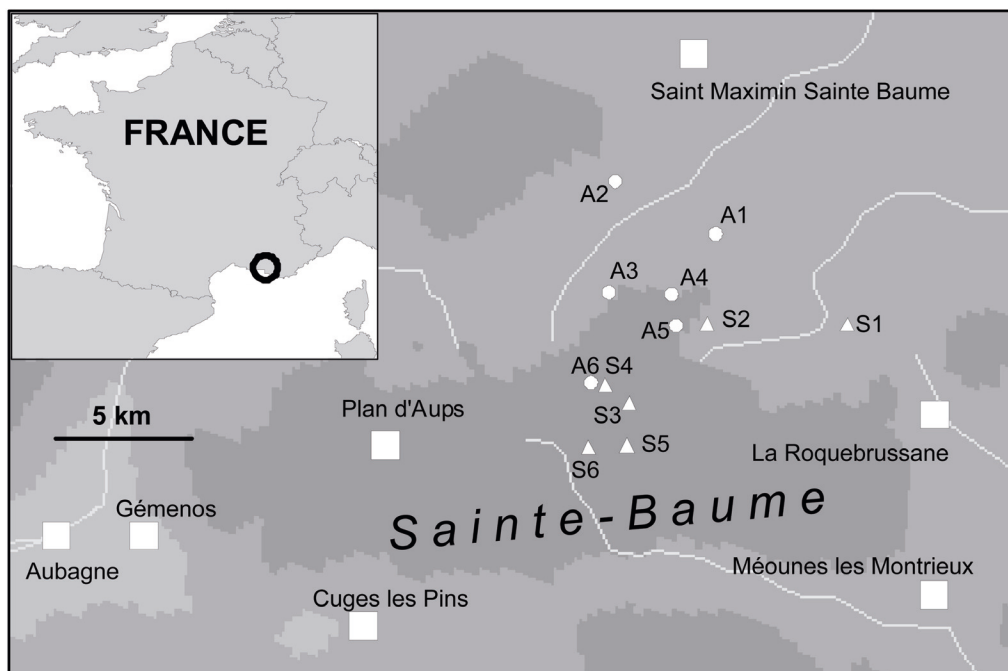 FRANCE
Saint Maximin Sainte Baume
A2
A1
A3
A4
A5
S2
S1
A6
S4
S3
S5
S6
5 km
Plan d'Aups
La Roquebrussane
Gémenos
Aubagne
Sainte-Baume
Méounes les Montrieux
Cuges les Pins